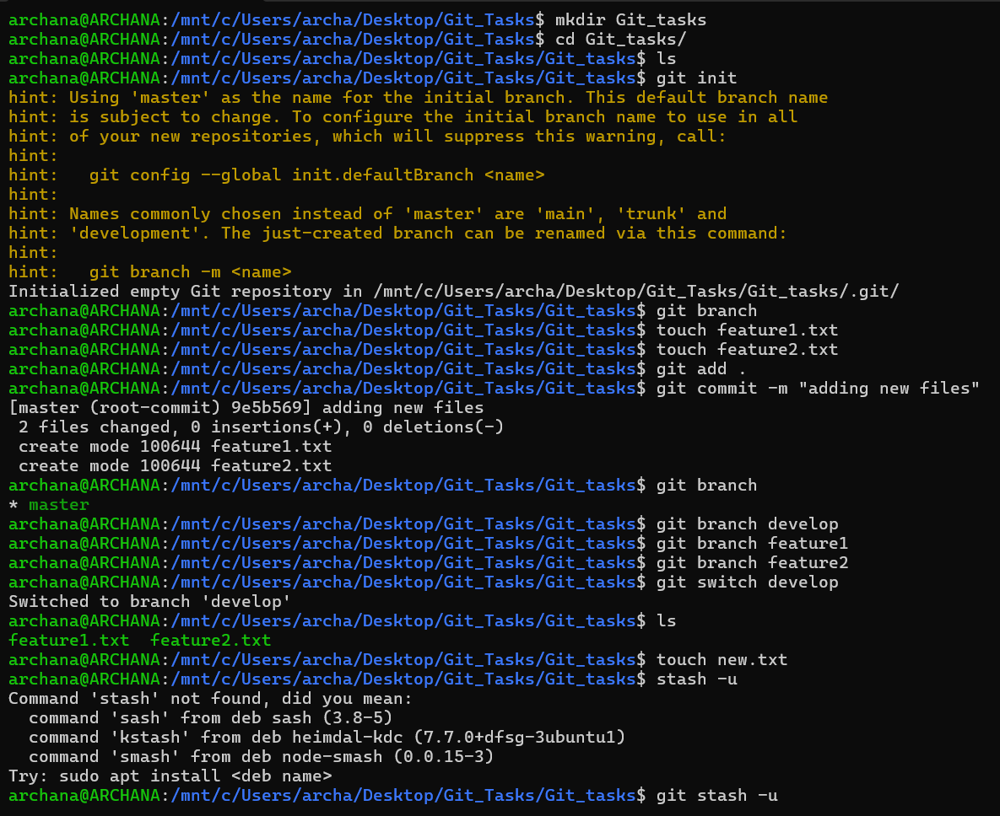 archana@ARCHANA:/mnt/c/Users/archa/Desktop/Git_Tasks$ mkdir Git_tasks
archana@ARCHANA:/mnt/c/Users/archa/Desktop/Git_Tasks$ cd Git_tasks/
archana@ARCHANA:/mnt/c/Users/archa/Desktop/Git_Tasks/Git_tasks$ ls
archana@ARCHANA:/mnt/c/Users/archa/Desktop/Git_Tasks/Git_tasks$ git init
hint: Using 'master' as the name for the initial branch. This default branch name
hint: is subject to change. To configure the initial branch name to use in all
hint: of your new repositories, which will suppress this warning, call:
hint:
hint:   git config --global init.defaultBranch <name>
hint:
hint: Names commonly chosen instead of 'master' are 'main', 'trunk' and
hint: 'development'. The just-created branch can be renamed via this command:
hint:
hint:   git branch -m <name>
Initialized empty Git repository in /mnt/c/Users/archa/Desktop/Git_Tasks/Git_tasks/.git/
archana@ARCHANA:/mnt/c/Users/archa/Desktop/Git_Tasks/Git_tasks$ git branch
archana@ARCHANA:/mnt/c/Users/archa/Desktop/Git_Tasks/Git_tasks$ touch feature1.txt
archana@ARCHANA:/mnt/c/Users/archa/Desktop/Git_Tasks/Git_tasks$ touch feature2.txt
archana@ARCHANA:/mnt/c/Users/archa/Desktop/Git_Tasks/Git_tasks$ git add .
archana@ARCHANA:/mnt/c/Users/archa/Desktop/Git_Tasks/Git_tasks$ git commit -m "adding new files"
[master (root-commit) 9e5b569] adding new files
 2 files changed, 0 insertions(+), 0 deletions(-)
 create mode 100644 feature1.txt
 create mode 100644 feature2.txt
archana@ARCHANA:/mnt/c/Users/archa/Desktop/Git_Tasks/Git_tasks$ git branch
* master
archana@ARCHANA:/mnt/c/Users/archa/Desktop/Git_Tasks/Git_tasks$ git branch develop
archana@ARCHANA:/mnt/c/Users/archa/Desktop/Git_Tasks/Git_tasks$ git branch feature1
archana@ARCHANA:/mnt/c/Users/archa/Desktop/Git_Tasks/Git_tasks$ git branch feature2
archana@ARCHANA:/mnt/c/Users/archa/Desktop/Git_Tasks/Git_tasks$ git switch develop
Switched to branch 'develop'
archana@ARCHANA:/mnt/c/Users/archa/Desktop/Git_Tasks/Git_tasks$ ls
feature1.txt  feature2.txt
archana@ARCHANA:/mnt/c/Users/archa/Desktop/Git_Tasks/Git_tasks$ touch new.txt
archana@ARCHANA:/mnt/c/Users/archa/Desktop/Git_Tasks/Git_tasks$ stash -u
Command 'stash' not found, did you mean:
  command 'sash' from deb sash (3.8-5)
  command 'kstash' from deb heimdal-kdc (7.7.0+dfsg-3ubuntu1)
  command 'smash' from deb node-smash (0.0.15-3)
Try: sudo apt install <deb name>
archana@ARCHANA:/mnt/c/Users/archa/Desktop/Git_Tasks/Git_tasks$ git stash -u